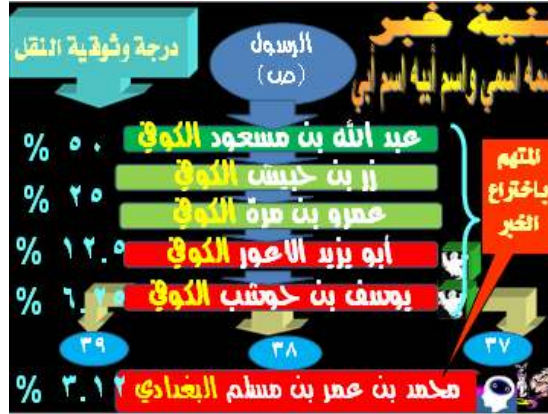 بنية خبر
اسمه اسمي واسم أبيه اسم أبي
درجة وثوقية النقل
الرسول
(ص)
عبد الله بن مسعود الكوفي
% ٥٠
زر بن حبيش الكوفي
% ٢٥
عمرو بن مرة الكوفي
المتهم
باختراع
الخبر
أبو يزيد الاعور الكوفي
% ١٢.٥
يوسف بن حوشب الكوفي
% ٦.٢٥
٣٧
٣٨
٣٩
محمد بن عمر بن مسلم البغدادي
% ٣.١٢